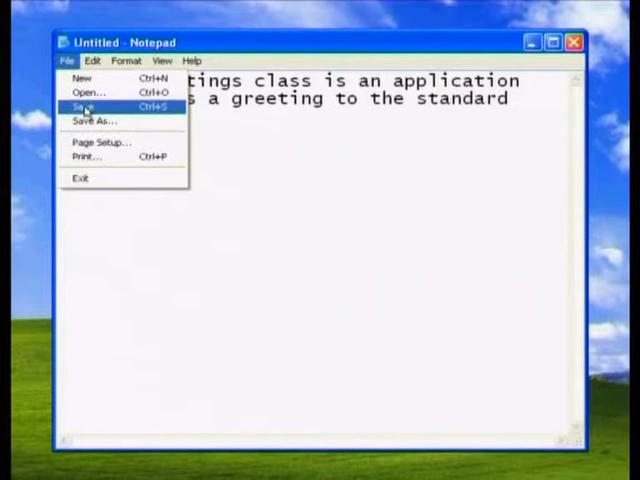 Untitled - Notepad
File Edit Format View Help
New Ctrl+N
Open... Ctrl+O
Save Ctrl+S
Save As...
Page Setup...
Print... Ctrl+P
Exit
tings class is an application
s a greeting to the standard